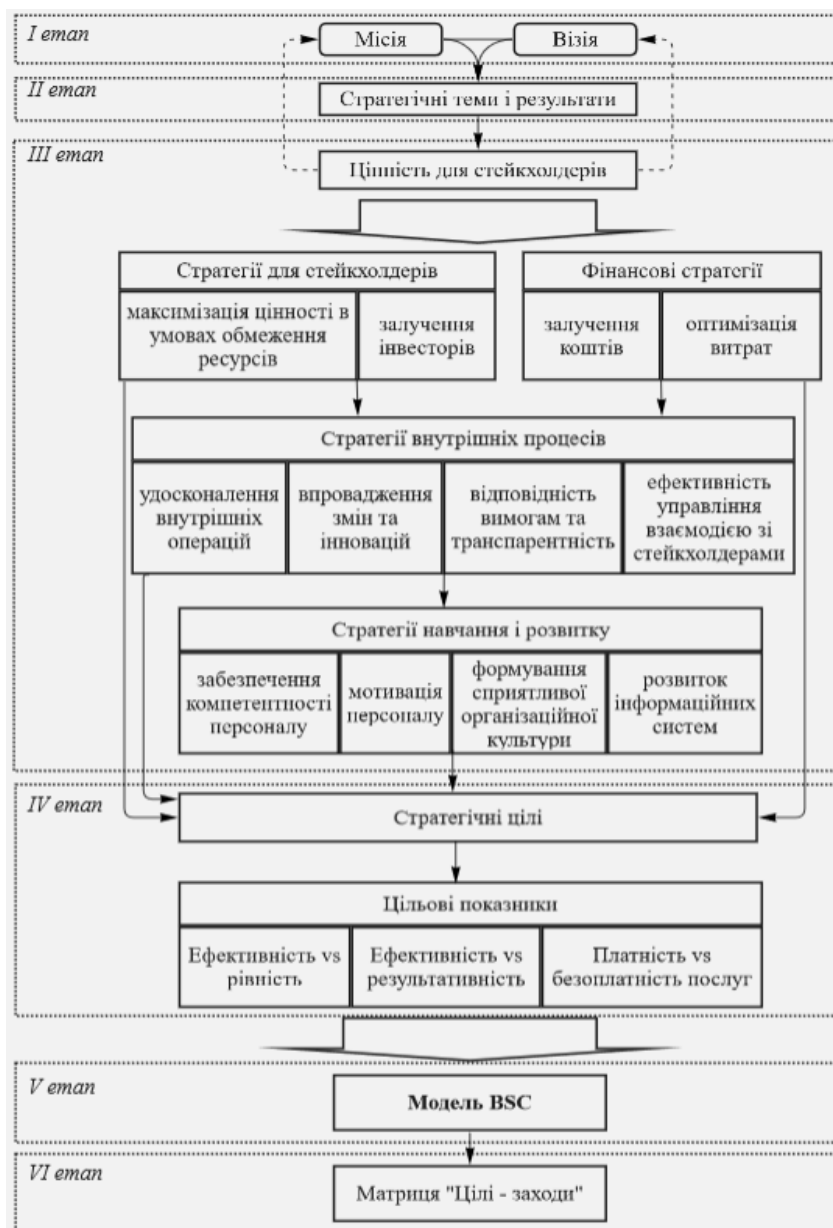 I етап
Місія
Візія
II етап
Стратегічні теми і результати
III етап
Цінність для стейкхолдерів
Стратегії для стейкхолдерів
максимізація цінності в
умовах обмеження
ресурсів
залучення
інвесторів
Фінансові стратегії
залучення
коштів
оптимізація
витрат
Стратегії внутрішніх процесів
удосконалення
внутрішніх
операцій
впровадження
змін та
інновацій
відповідність
вимогам та
транспарентність
ефективність
управління
взаємодією зі
стейкхолдерами
Стратегії навчання і розвитку
забезпечення
компетентності
персоналу
мотивація
персоналу
формування
сприятливої
організаційної
культури
розвиток
інформаційних
систем
IV етап
Стратегічні цілі
Цільові показники
Ефективність vs
рівність
Ефективність vs
результативність
Платність vs
безоплатність послуг
V етап
Модель BSC
VI етап
Матриця "Цілі - заходи"